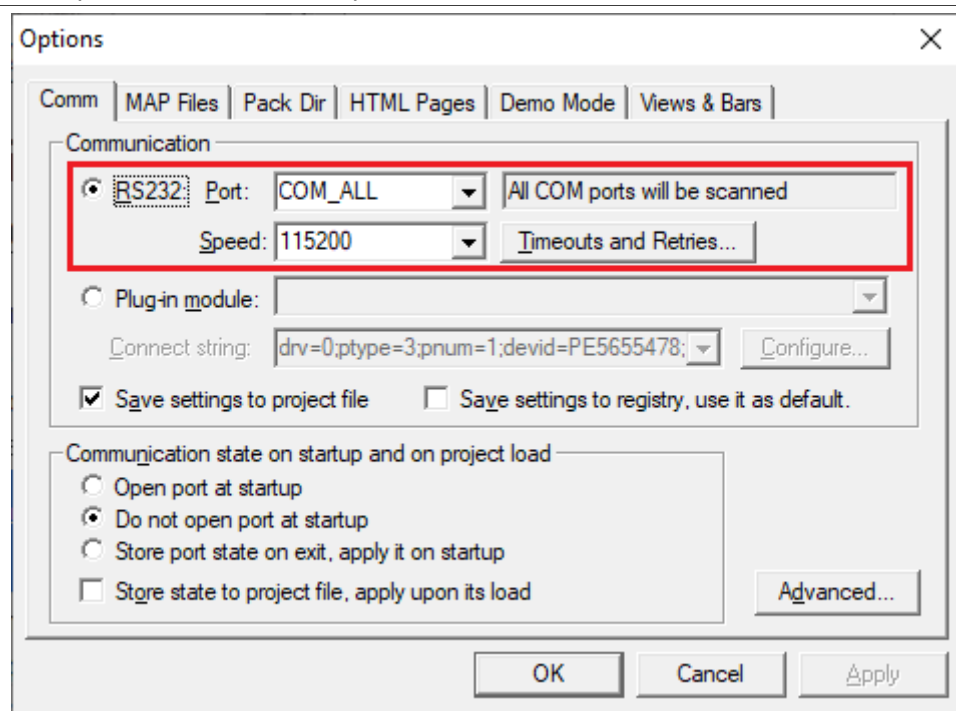 Options
Comm MAP Files Pack Dir HTML Pages Demo Mode Views & Bars
Communication
RS232: Port: COM_ALL All COM ports will be scanned
Speed: 115200 Timeouts and Retries...
Plug-in module:
Connect string: drv=0;ptype=3;pnum=1;devid=PE5655478; Configure...
Save settings to project file Save settings to registry, use it as default.
Communication state on startup and on project load
Open port at startup
Do not open port at startup
Store port state on exit, apply it on startup
Store state to project file, apply upon its load Advanced...
OK Cancel Apply